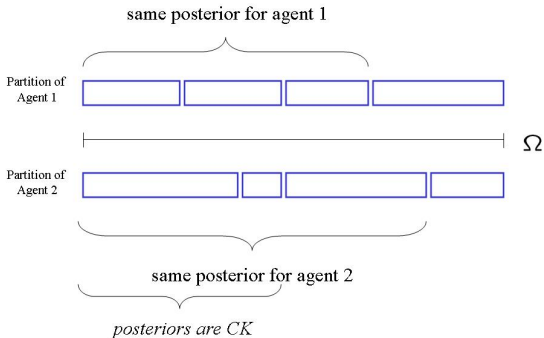 same posterior for agent 1
Partition of
Agent 1
Ω
Partition of
Agent 2
same posterior for agent 2
posteriors are CK